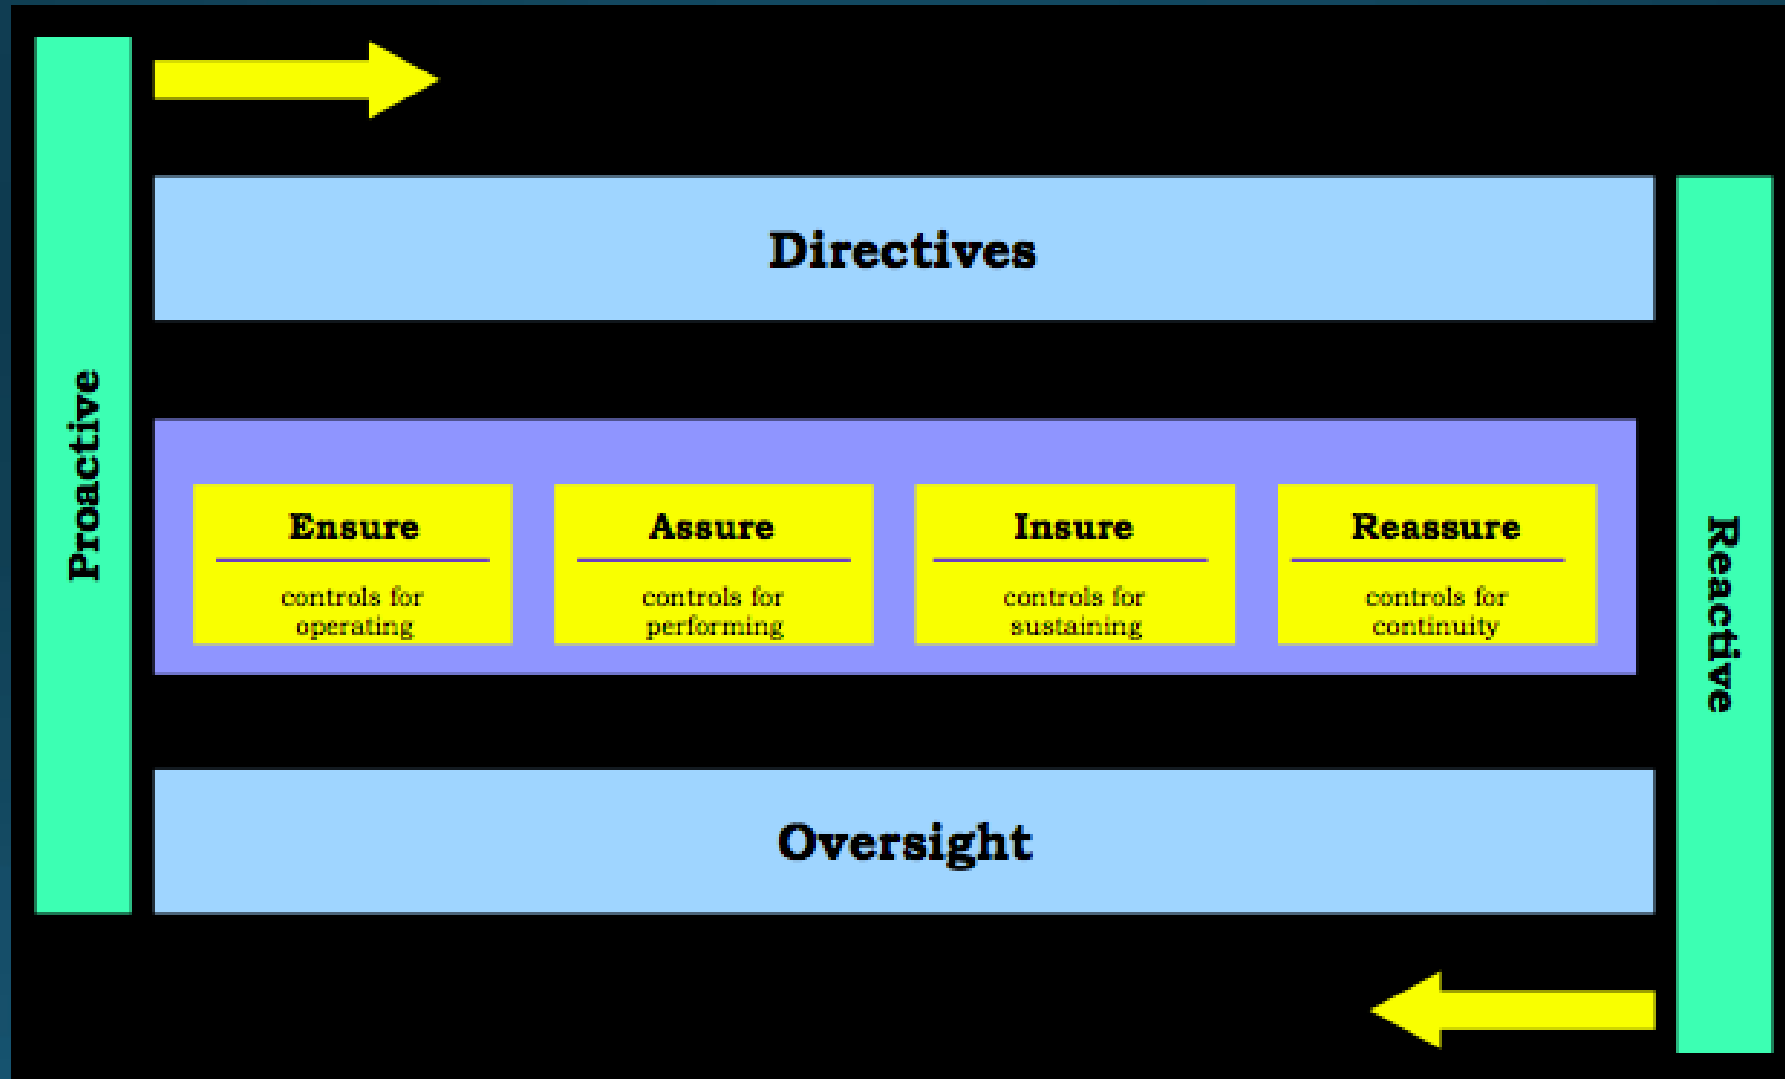 Proactive
Directives
Ensure
controls for
operating
Assure
controls for
performing
Insure
controls for
sustaining
Reassure
controls for
continuity
Oversight
Reactive